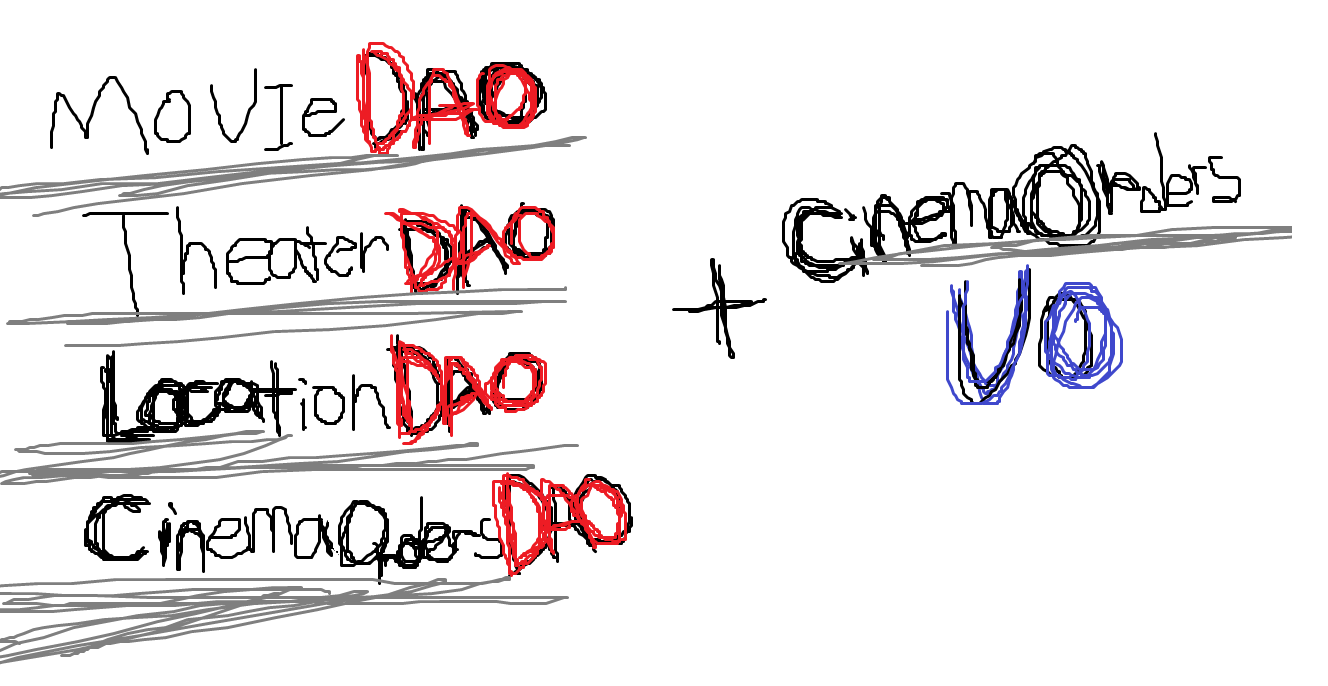 MovIeDAO
TheaterDAO
LocationDAO
CinemaOrdersDAO
+
CinemaOrders
VO